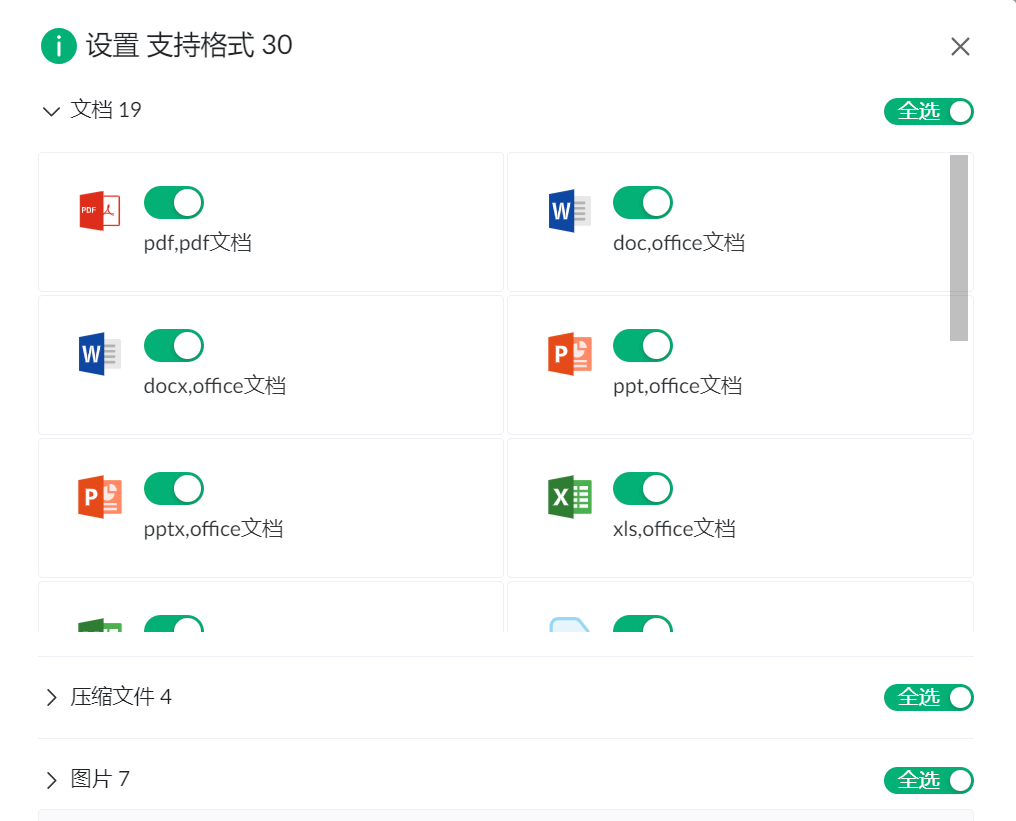 设置 支持格式 30
文档 19
全选
PDF
pdf,pdf文档
W
doc,office文档
W
docx,office文档
P
ppt,office文档
P
pptx,office文档
X
xls,office文档
压缩文件 4
全选
图片 7
全选